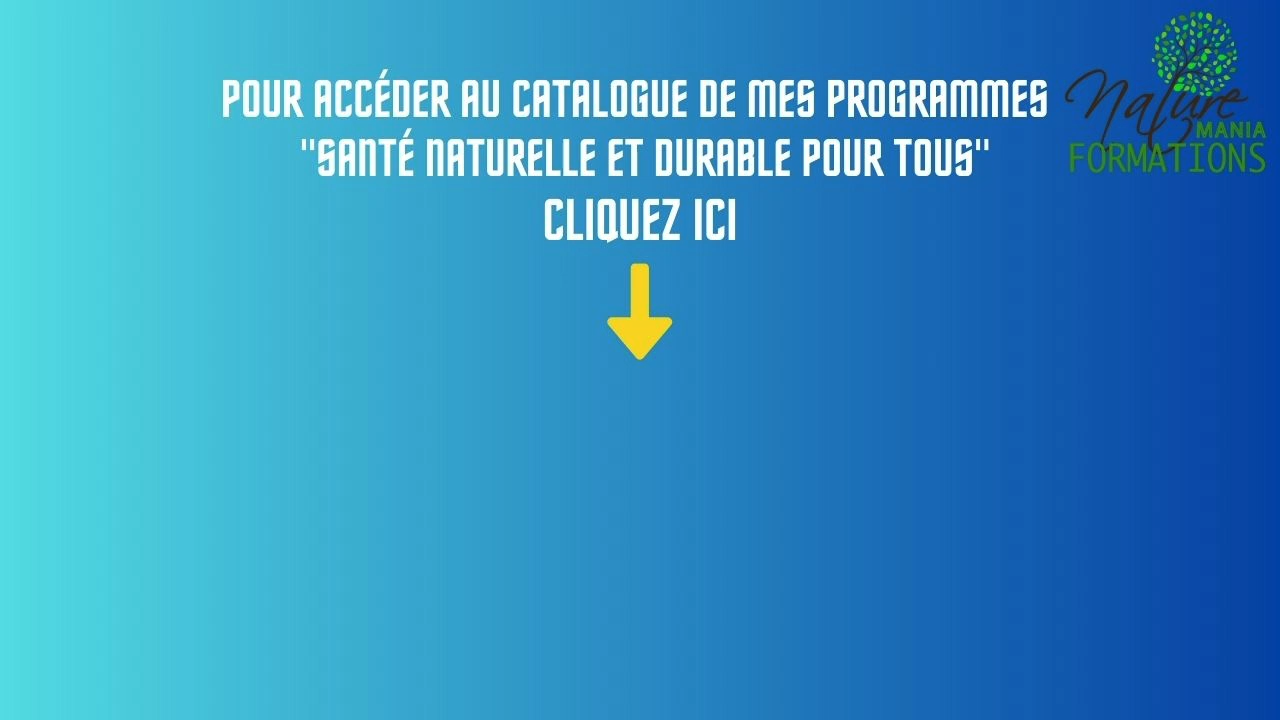 POUR ACCÉDER AU CATALOGUE DE MES PROGRAMMES
"SANTÉ NATURELLE ET DURABLE POUR TOUS"
CLIQUEZ ICI
Nature
MANIA
FORMATIONS